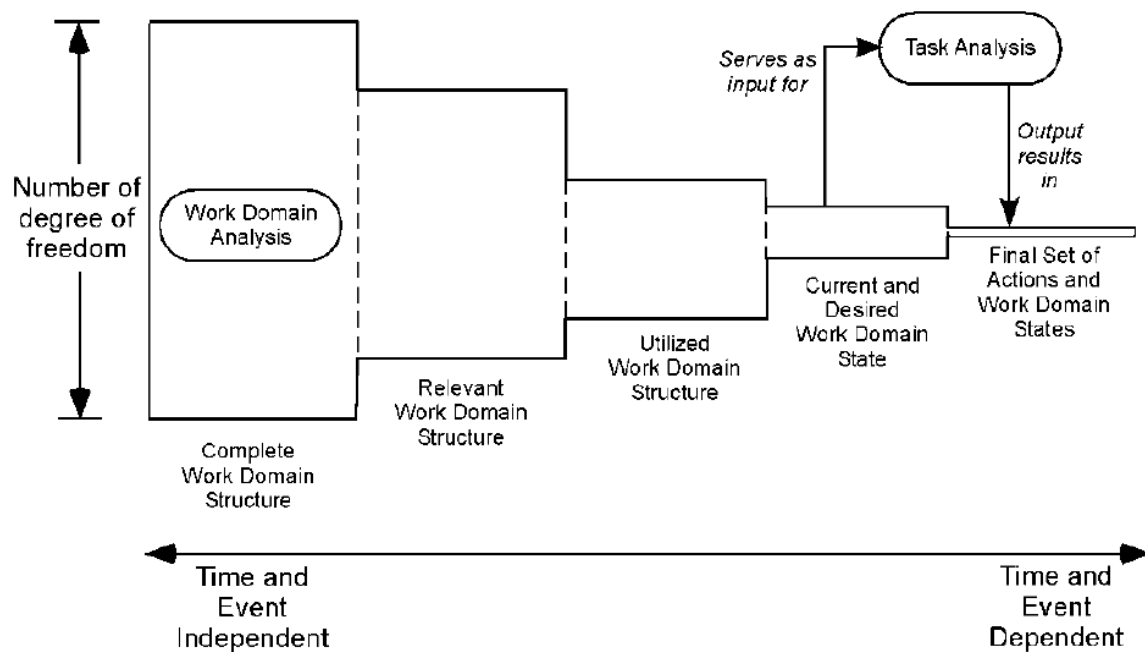 Number of
degree of
freedom
Work Domain
Analysis
Complete
Work Domain
Structure
Relevant
Work Domain
Structure
Utilized
Work Domain
Structure
Serves as
input for
Task Analysis
Output
results
in
Current and
Desired
Work Domain
State
Final Set of
Actions and
Work Domain
States
Time and
Event
Independent
Time and
Event
Dependent